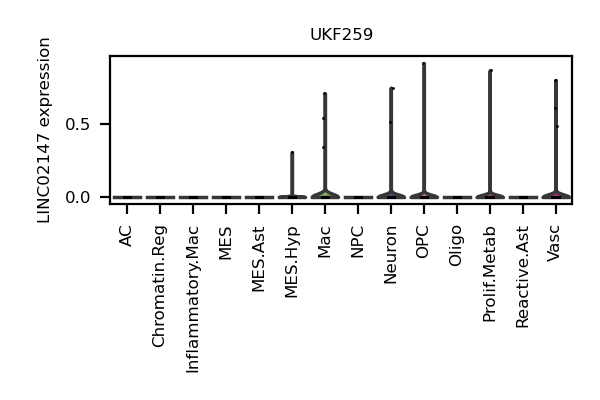 UKF259
LINC02147 expression
0.5
0.0
AC
Chromatin.Reg
Inflammatory.Mac
MES
MES.Ast
MES.Hyp
Mac
NPC
Neuron
OPC
Oligo
Prolif.Metab
Reactive.Ast
Vasc